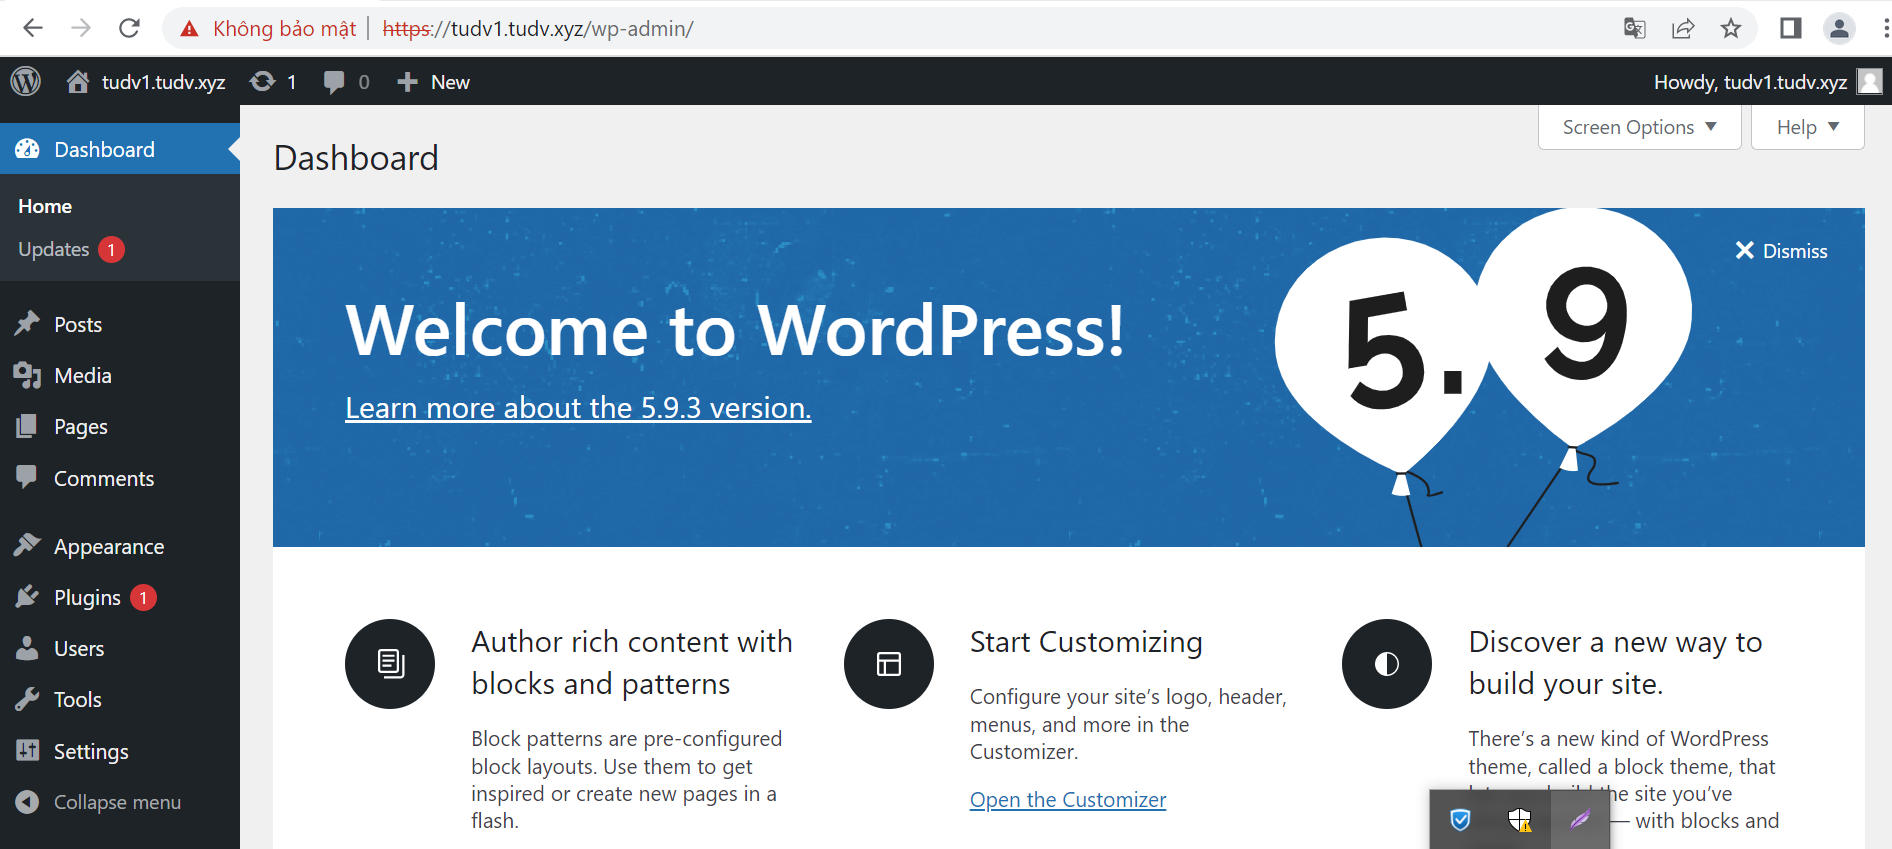 Không bảo mật | https://tudv1.tudv.xyz/wp-admin/
tudv1.tudv.xyz 1 0 New
Howdy, tudv1.tudv.xyz
Screen Options Help
Dashboard
Home
Updates 1
Posts
Media
Pages
Comments
Appearance
Plugins 1
Users
Tools
Settings
Collapse menu
Dashboard
Dismiss
Welcome to WordPress!
Learn more about the 5.9.3 version.
5.9
Author rich content with
blocks and patterns
Block patterns are pre-configured
block layouts. Use them to get
inspired or create new pages in a
flash.
Start Customizing
Configure your site’s logo, header,
menus, and more in the
Customizer.
Open the Customizer
Discover a new way to
build your site.
There’s a new kind of WordPress
theme, called a block theme, that
the site you’ve
— with blocks and